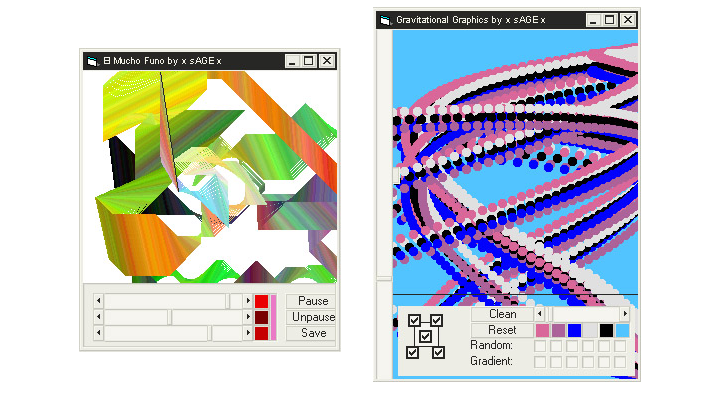 El Mucho Funo by x sAGE x
Pause
Unpause
Save
Gravitational Graphics by x sAGE x
Clean
Reset
Random:
Gradient: